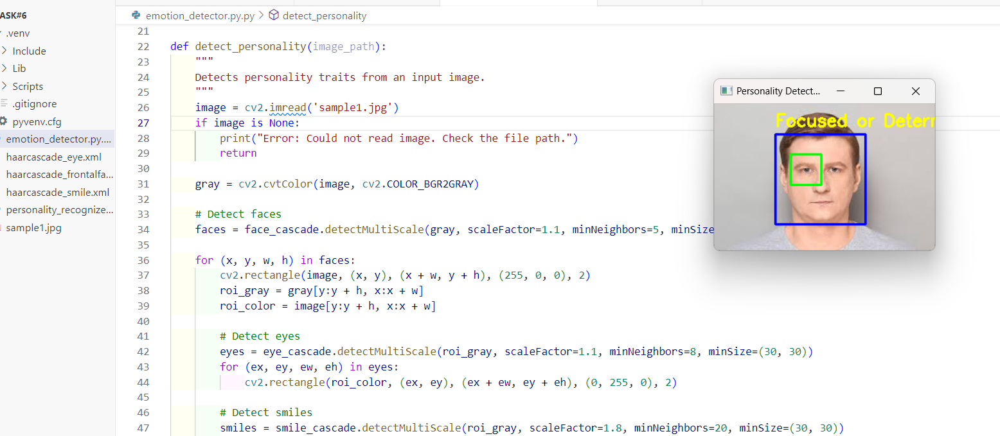 ASK#6
.venv
Include
Lib
Scripts
.gitignore
pyvenv.cfg
emotion_detector.py....
haarcascade_eye.xml
haarcascade_frontalfa...
haarcascade_smile.xml
personality_recognize...
sample1.jpg
emotion_detector.py.py > detect_personality
21
22 def detect_personality(image_path):
23 """
24 Detects personality traits from an input image.
25 """
26 image = cv2.imread('sample1.jpg')
27 if image is None:
28 print("Error: Could not read image. Check the file path.")
29 return
30
31 gray = cv2.cvtColor(image, cv2.COLOR_BGR2GRAY)
32
33 # Detect faces
34 faces = face_cascade.detectMultiScale(gray, scaleFactor=1.1, minNeighbors=5, minSize
35
36 for (x, y, w, h) in faces:
37 cv2.rectangle(image, (x, y), (x + w, y + h), (255, 0, 0), 2)
38 roi_gray = gray[y:y + h, x:x + w]
39 roi_color = image[y:y + h, x:x + w]
40
41 # Detect eyes
42 eyes = eye_cascade.detectMultiScale(roi_gray, scaleFactor=1.1, minNeighbors=8, minSize=(30, 30))
43 for (ex, ey, ew, eh) in eyes:
44 cv2.rectangle(roi_color, (ex, ey), (ex + ew, ey + eh), (0, 255, 0), 2)
45
46 # Detect smiles
47 smiles = smile_cascade.detectMultiScale(roi_gray, scaleFactor=1.8, minNeighbors=20, minSize=(30, 30))
Personality Detect...
Focused or Deter